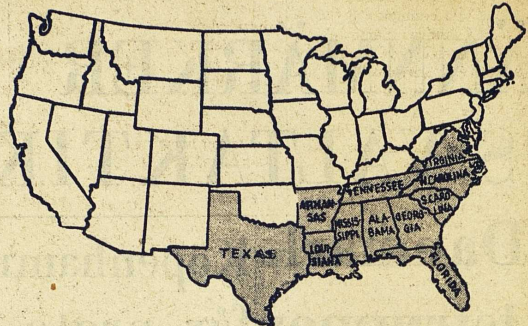 VIRGINIA
TENNESSEE
N.CAROLINA
ARKAN-
SAS
S.CARO-
LINA
MISSIS-
SIPPI
ALA-
BAMA
GEORG-
GIA
TEXAS
LOUI-
SIANA
FLORIDA